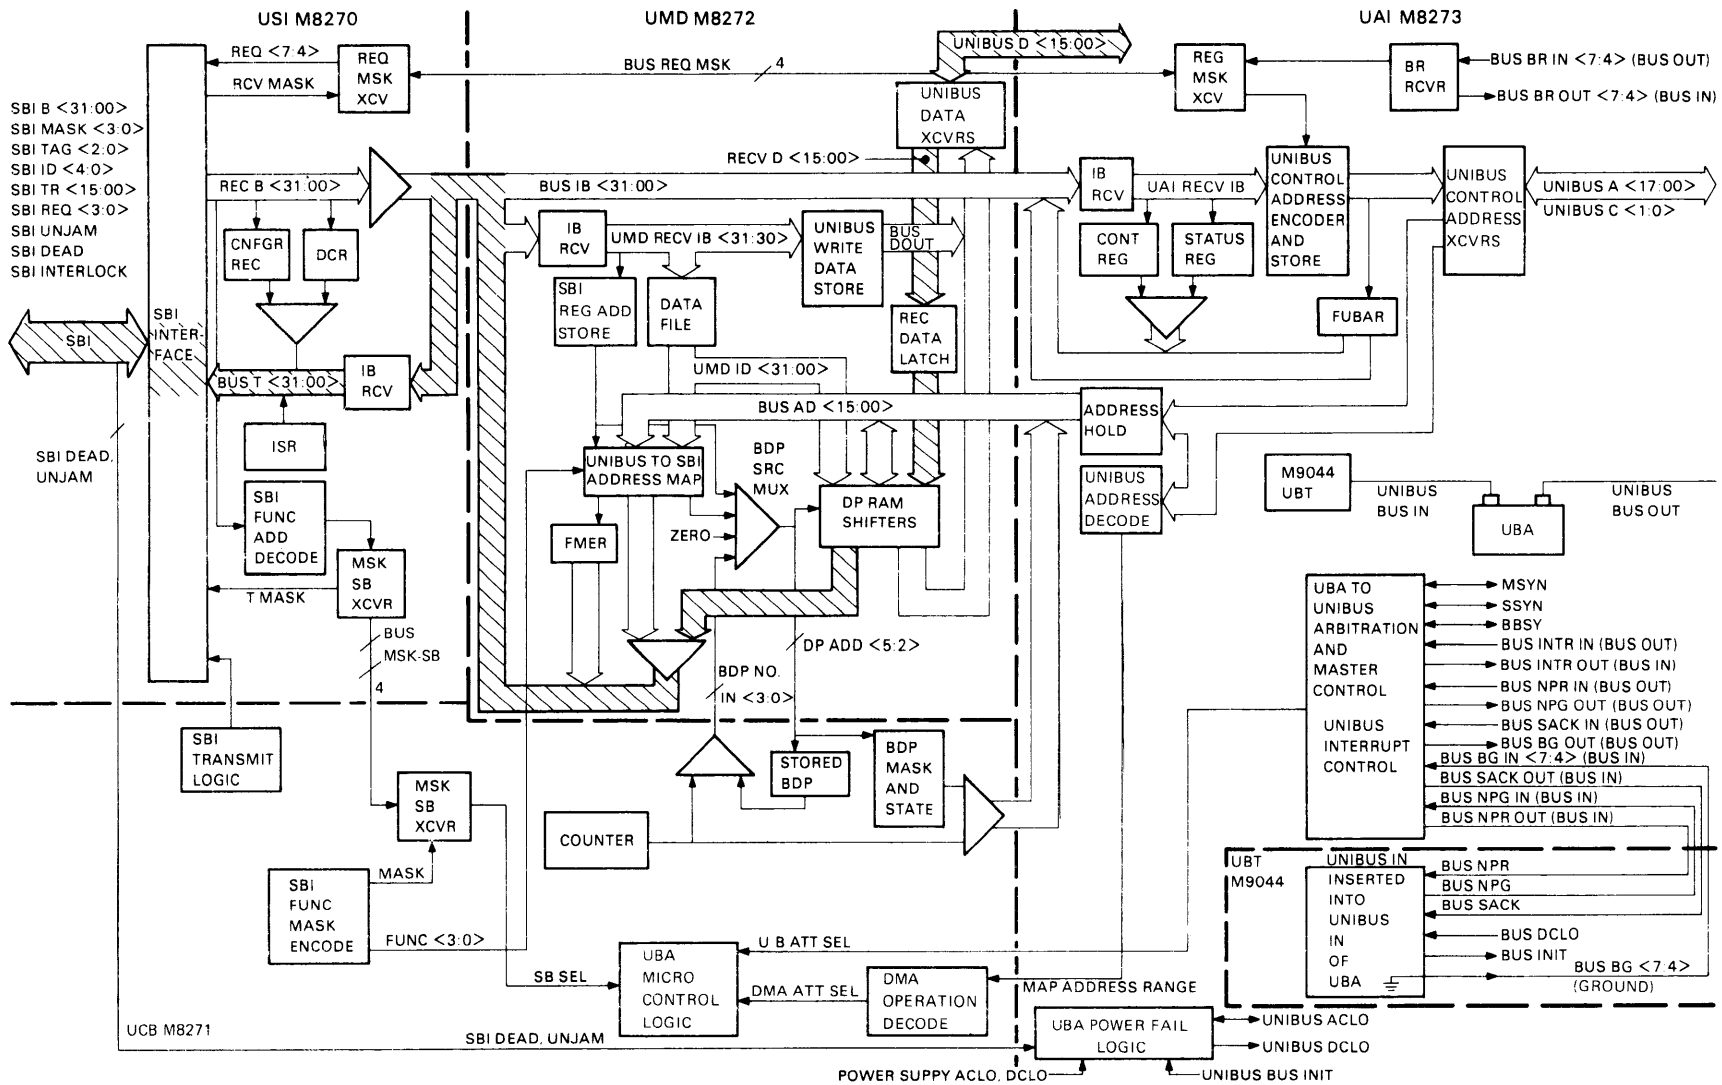 USI M8270
UMD M8272
UAI M8273
REQ <7:4>
RCV MASK
REQ
MSK
XCV
BUS REQ MSK
4
UNIBUS D <15:00>
UNIBUS
DATA
XCVRS
REG
MSK
XCV
BR
RCVR
BUS BR IN <7:4> (BUS OUT)
BUS BR OUT <7:4> (BUS IN)
SBI B <31:00>
SBI MASK <3:0>
SBI TAG <2:0>
SBI ID <4:0>
SBI TR <15:00>
SBI REQ <3:0>
SBI UNJAM
SBI DEAD
SBI INTERLOCK
SBI
SBI
INTER-
FACE
REC B <31:00>
CNFGR
REC
DCR
BUS T <31:00>
IB
RCV
ISR
SBI DEAD,
UNJAM
SBI
FUNC
ADD
DECODE
MSK
SB
XCVR
T MASK
BUS
MSK-SB
4
RECV D <15:00>
BUS IB <31:00>
IB
RCV
UMD RECV IB <31:30>
UNIBUS
WRITE
DATA
STORE
BUS
DOUT
SBI
REG ADD
STORE
DATA
FILE
REC
DATA
LATCH
UMD ID <31:00>
BUS AD <15:00>
UNIBUS TO SBI
ADDRESS MAP
BDP
SRC
MUX
ZERO
FMER
DP RAM
SHIFTERS
DP ADD <5:2>
BDP NO.
IN <3:0>
IB
RCV
UAI RECV IB
CONT
REG
STATUS
REG
UNIBUS
CONTROL
ADDRESS
ENCODER
AND
STORE
UNIBUS
CONTROL
ADDRESS
XCVRS
UNIBUS A <17:00>
UNIBUS C <1:0>
FUBAR
ADDRESS
HOLD
UNIBUS
ADDRESS
DECODE
M9044
UBT
UNIBUS
BUS IN
UBA
UNIBUS
BUS OUT
UBA TO
UNIBUS
ARBITRATION
AND
MASTER
CONTROL
UNIBUS
INTERRUPT
CONTROL
MSYN
SSYN
BBSY
BUS INTR IN (BUS OUT)
BUS INTR OUT (BUS IN)
BUS NPR IN (BUS OUT)
BUS NPG OUT (BUS OUT)
BUS SACK IN (BUS OUT)
BUS BG OUT (BUS OUT)
BUS BG IN <7:4> (BUS IN)
BUS SACK OUT (BUS IN)
BUS NPG IN (BUS IN)
BUS NPR OUT (BUS IN)
SBI
TRANSMIT
LOGIC
MSK
SB
XCVR
SBI
FUNC
MASK
ENCODE
MASK
FUNC <3:0>
COUNTER
STORED
BDP
BDP
MASK
AND
STATE
SB SEL
UBA
MICRO
CONTROL
LOGIC
U B ATT SEL
DMA ATT SEL
DMA
OPERATION
DECODE
MAP ADDRESS RANGE
UCB M8271
SBI DEAD, UNJAM
UBA POWER FAIL
LOGIC
UNIBUS ACLO
UNIBUS DCLO
POWER SUPPY ACLO, DCLO
UNIBUS BUS INIT
UBT
M9044
UNIBUS IN
INSERTED
INTO
UNIBUS
IN
OF
UBA
BUS NPR
BUS NPG
BUS SACK
BUS DCLO
BUS INIT
BUS BG <7:4>
(GROUND)